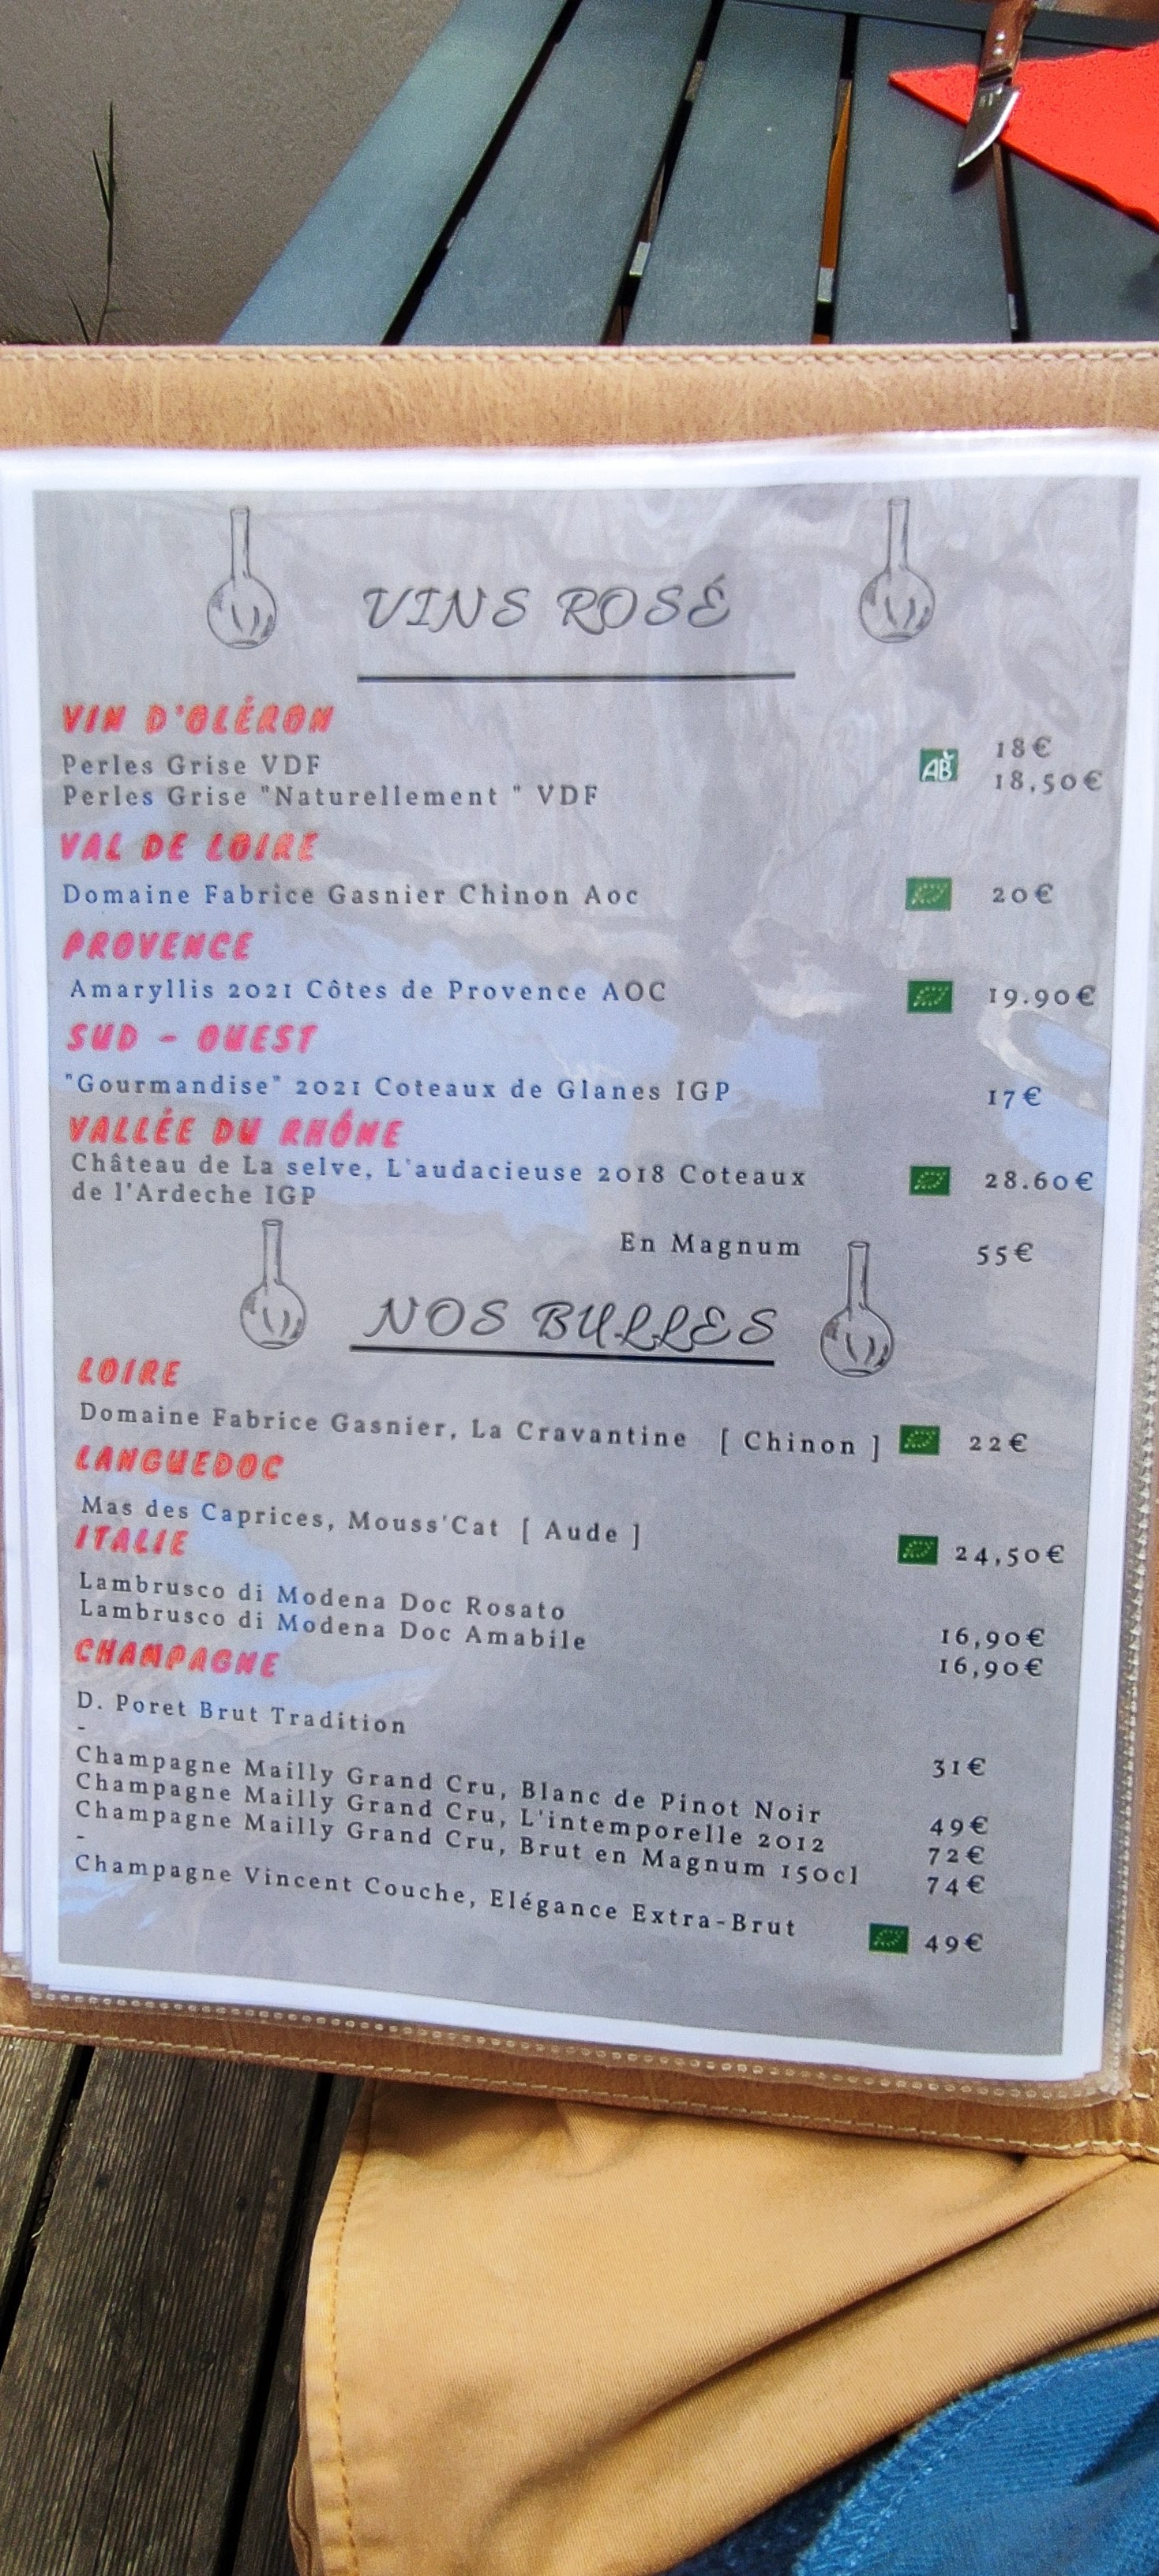 VINS ROSÉ
VIN D'OLÉRON
Perles Grise VDF 18€
Perles Grise "Naturellement " VDF AB 18,50€
VAL DE LOIRE
Domaine Fabrice Gasnier Chinon Aoc 20€
PROVENCE
Amaryllis 2021 Côtes de Provence AOC 19.90€
SUD - OUEST
"Gourmandise" 2021 Coteaux de Glanes IGP 17€
VALLÉE DU RHÔNE
Château de La selve, L'audacieuse 2018 Coteaux 28.60€
de l'Ardeche IGP
En Magnum 55€
NOS BULLES
LOIRE
Domaine Fabrice Gasnier, La Cravantine [ Chinon ] 22€
LANGUEDOC
Mas des Caprices, Mouss'Cat [ Aude ] 24,50€
ITALIE
Lambrusco di Modena Doc Rosato 16,90€
Lambrusco di Modena Doc Amabile 16,90€
CHAMPAGNE
D. Poret Brut Tradition 31€
-
Champagne Mailly Grand Cru, Blanc de Pinot Noir 49€
Champagne Mailly Grand Cru, L'intemporelle 2012 72€
Champagne Mailly Grand Cru, Brut en Magnum 150cl 74€
-
Champagne Vincent Couche, Elégance Extra-Brut 49€